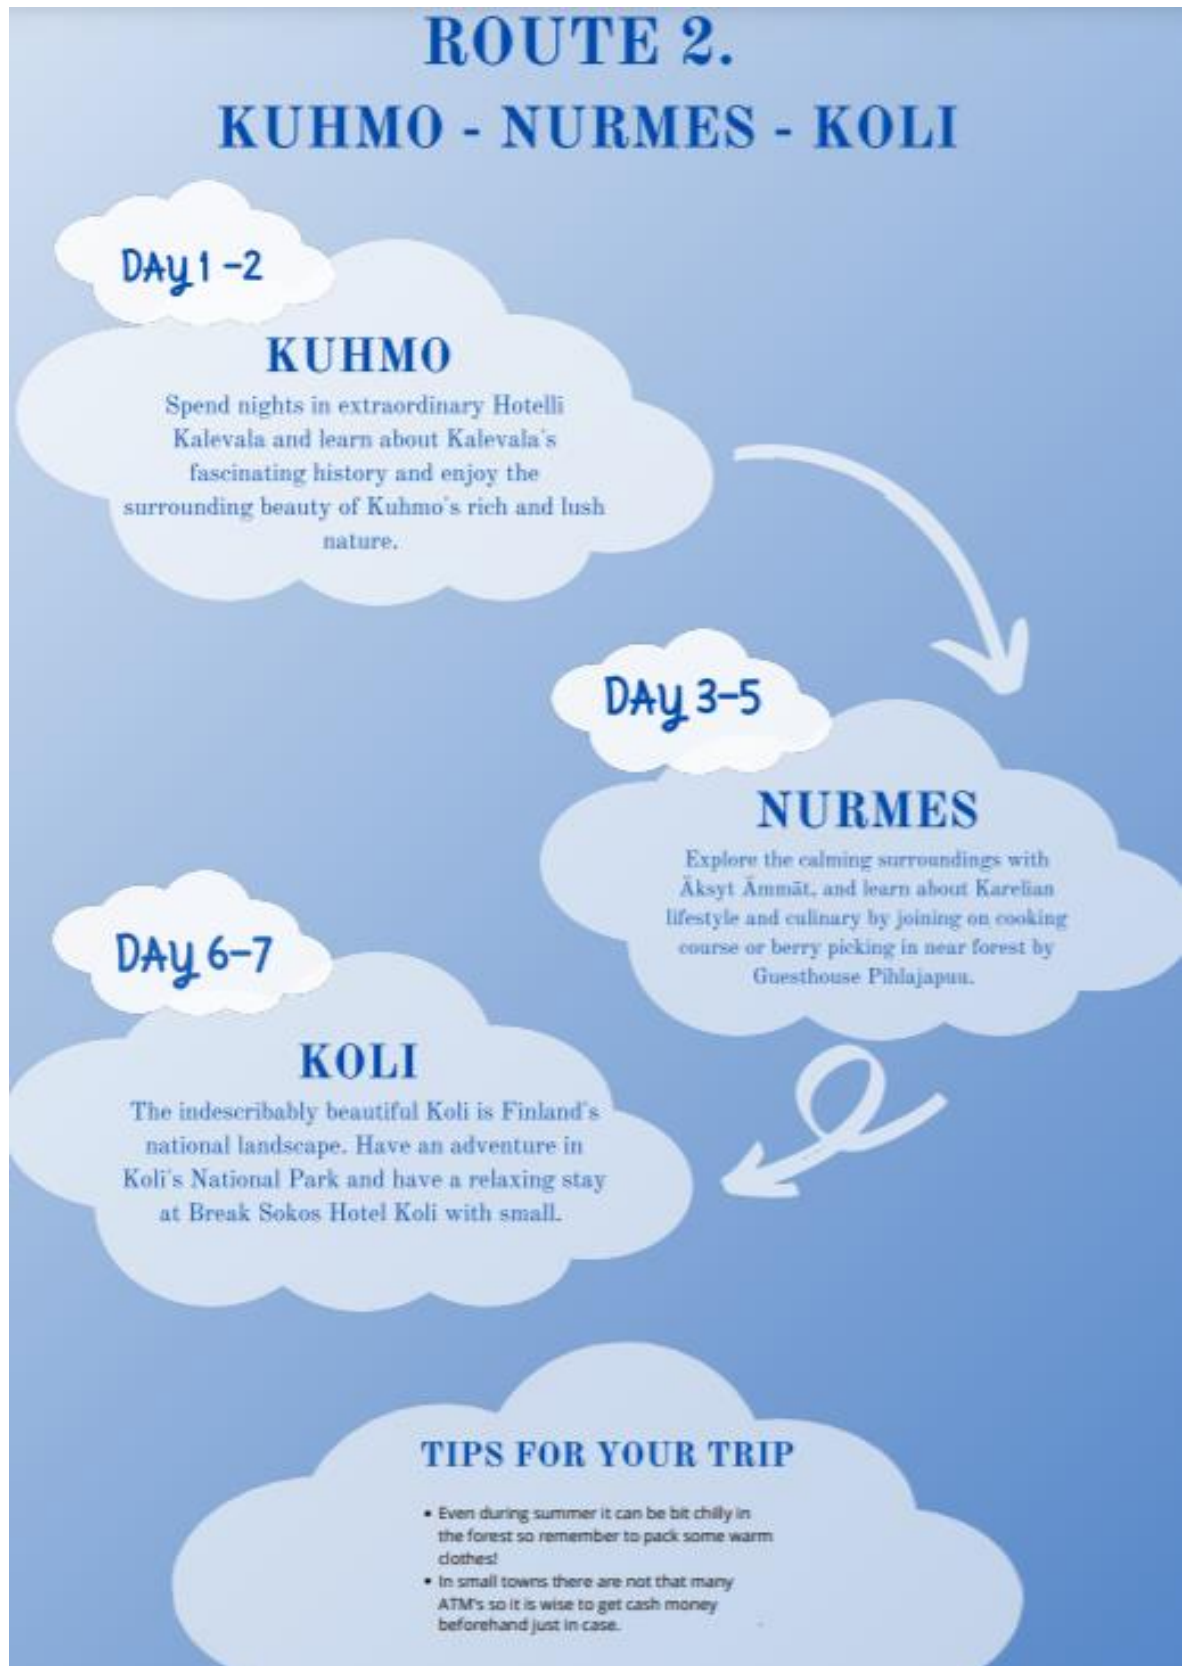 ROUTE 2.
KUHMO - NURMES - KOLI
DAY 1 -2
KUHMO
Spend nights in extraordinary Hotelli
Kalevala and learn about Kalevala's
fascinating history and enjoy the
surrounding beauty of Kuhmo's rich and lush
nature.
DAY 3-5
NURMES
Explore the calming surroundings with
Äksyt Ämmät, and learn about Karelian
lifestyle and culinary by joining on cooking
course or berry picking in near forest by
Guesthouse Pihlajapuu.
DAY 6-7
KOLI
The indescribably beautiful Koli is Finland's
national landscape. Have an adventure in
Koli's National Park and have a relaxing stay
at Break Sokos Hotel Koli with small.
TIPS FOR YOUR TRIP
• Even during summer it can be bit chilly in
the forest so remember to pack some warm
clothes!
• In small towns there are not that many
ATM's so it is wise to get cash money
beforehand just in case.